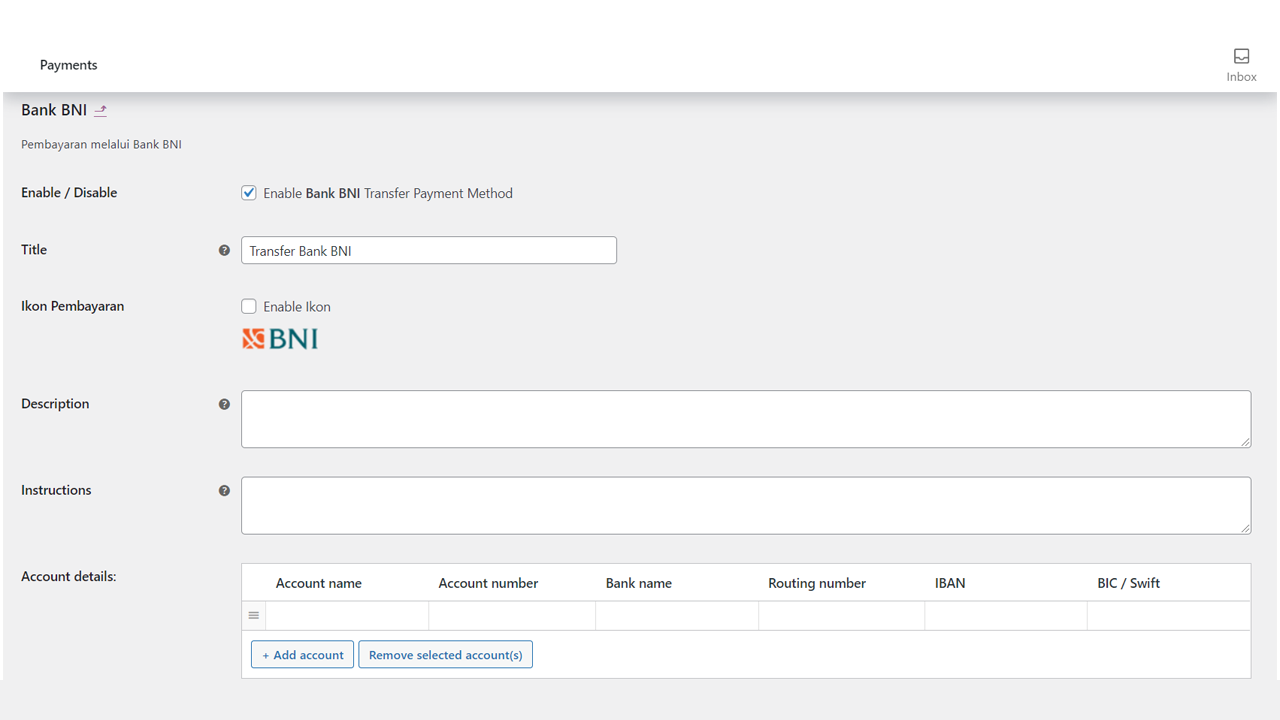 Payments
Inbox
Bank BNI
Pembayaran melalui Bank BNI
Enable / Disable
Enable Bank BNI Transfer Payment Method
Title
Transfer Bank BNI
Ikon Pembayaran
Enable Ikon
BNI
Description
Instructions
Account details:
Account name Account number Bank name Routing number IBAN BIC / Swift
+ Add account Remove selected account(s)